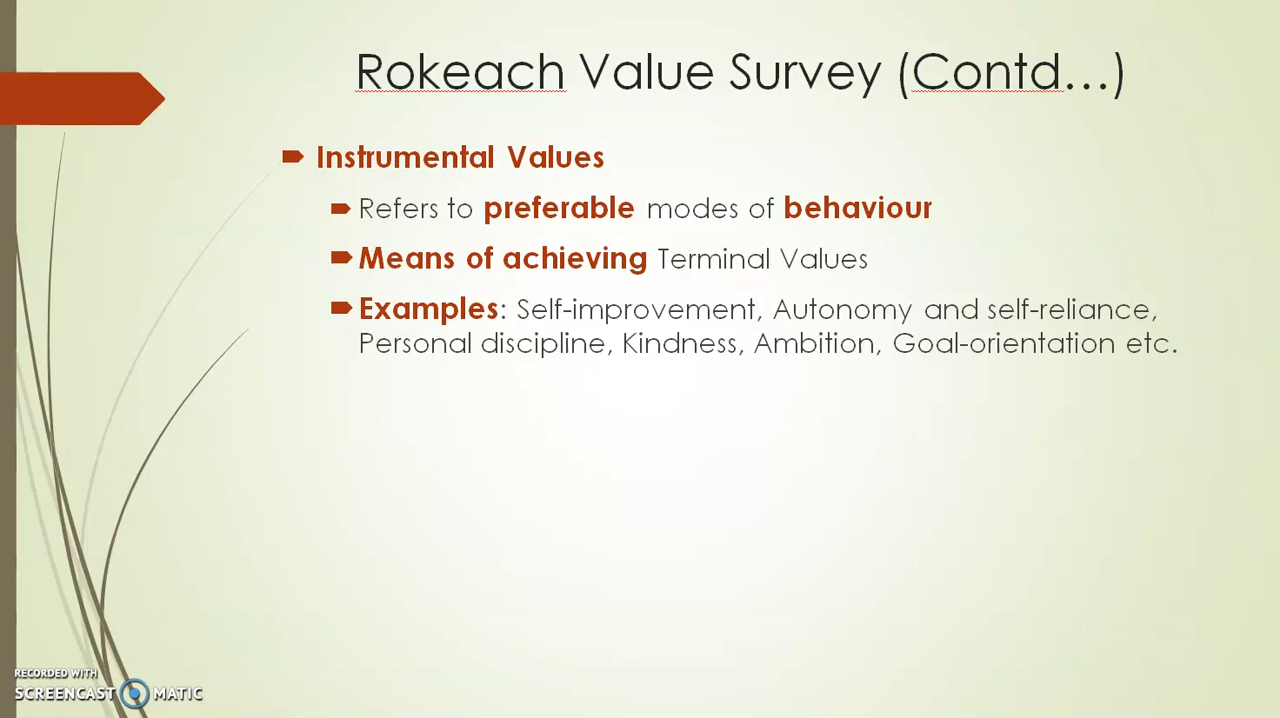 Rokeach Value Survey (Contd...)
Instrumental Values
Refers to preferable modes of behaviour
Means of achieving Terminal Values
Examples: Self-improvement, Autonomy and self-reliance,
Personal discipline, Kindness, Ambition, Goal-orientation etc.
RECORDED WITH
SCREENCAST MATIC